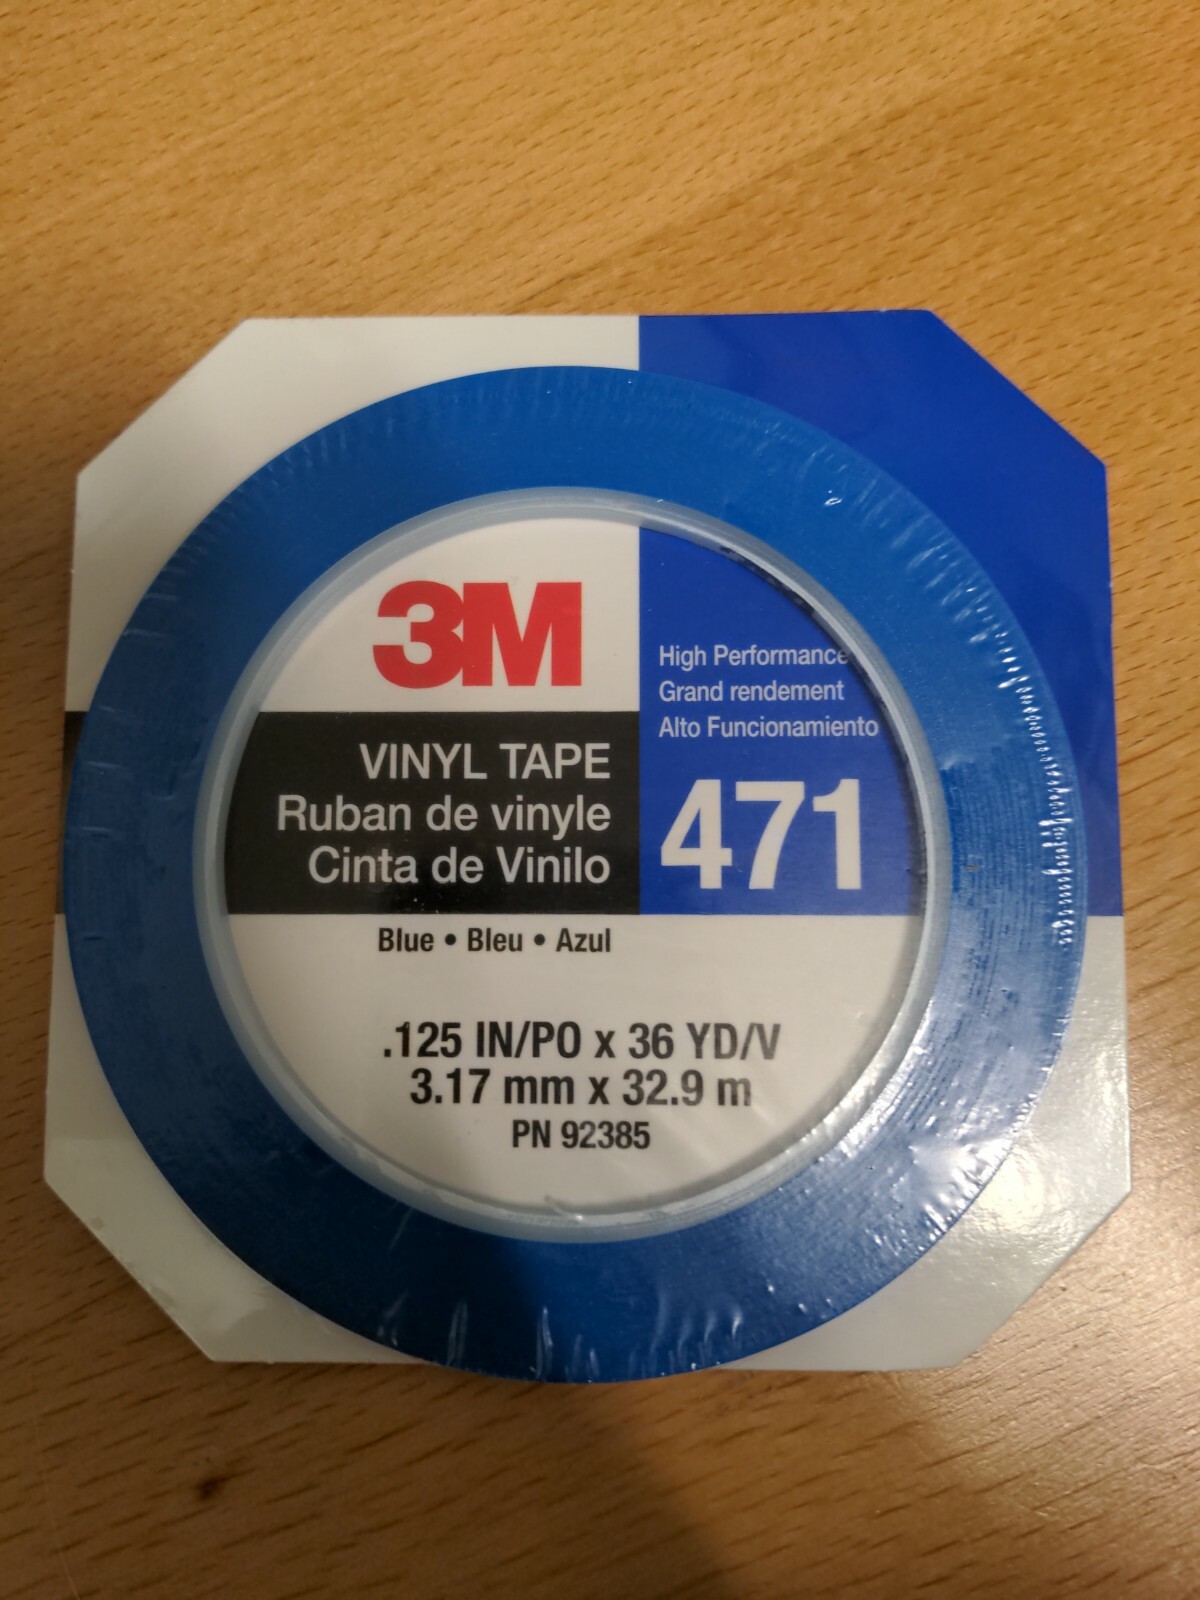 3M
High Performance
Grand rendement
Alto Funcionamiento
VINYL TAPE
Ruban de vinyle
Cinta de Vinilo
471
Blue • Bleu • Azul
.125 IN/PO x 36 YD/V
3.17 mm x 32.9 m
PN 92385